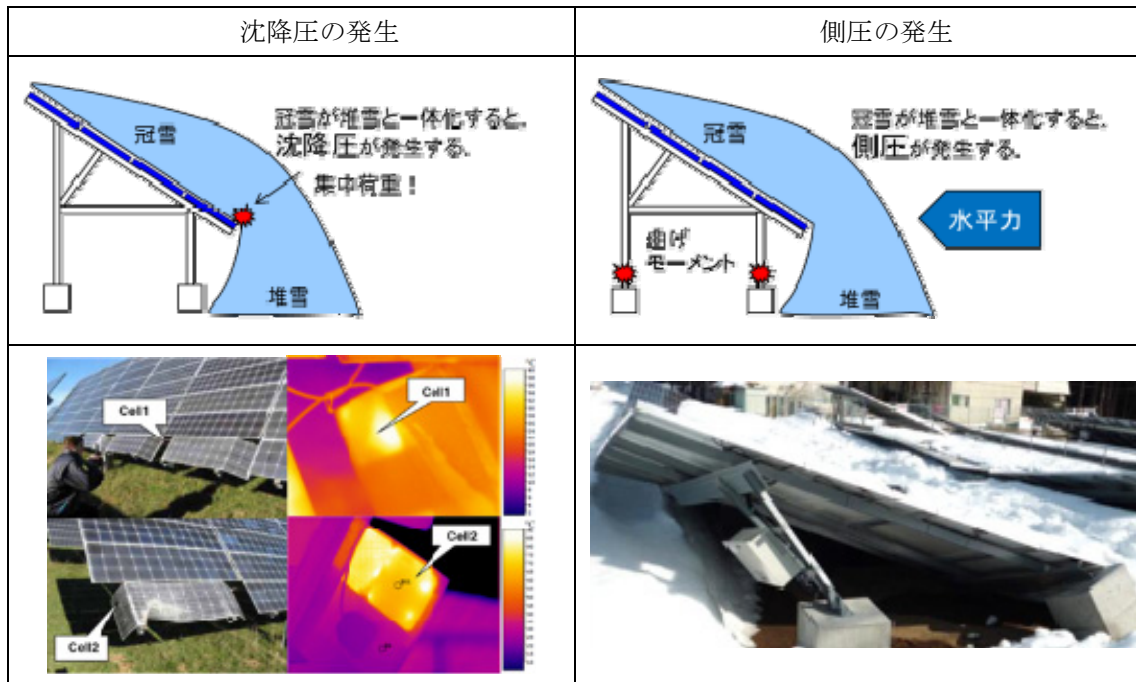 沈降圧の発生
側圧の発生
冠雪が堆雪と一体化すると、
沈降圧が発生する。
集中荷重！
冠雪
堆雪
冠雪が堆雪と一体化すると、
側圧が発生する。
冠雪
水平力
曲げ
モーメント
堆雪
Cell1
Cell1
Cell2
Cell2